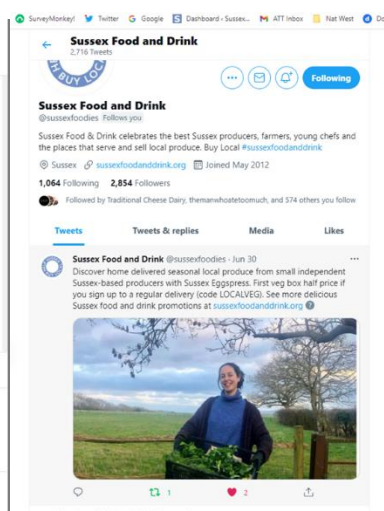 SurveyMonkey! Twitter Google Dashboard - Sussex... ATT Inbox Nat West
Sussex Food and Drink
2,716 Tweets
BUY LOC
Following
Sussex Food and Drink
@sussexfoodies Follows you
Sussex Food & Drink celebrates the best Sussex producers, farmers, young chefs and
the places that serve and sell local produce. Buy Local #sussexfoodanddrink
Sussex sussexfoodanddrink.org Joined May 2012
1,064 Following 2,854 Followers
Followed by Traditional Cheese Dairy, themanwhoatetoomuch, and 574 others you follow
Tweets Tweets & replies Media Likes
Sussex Food and Drink @sussexfoodies · Jun 30
Discover home delivered seasonal local produce from small independent
Sussex-based producers with Sussex Eggspress. First veg box half price if
you sign up to a regular delivery (code LOCALVEG). See more delicious
Sussex food and drink promotions at sussexfoodanddrink.org
1 2